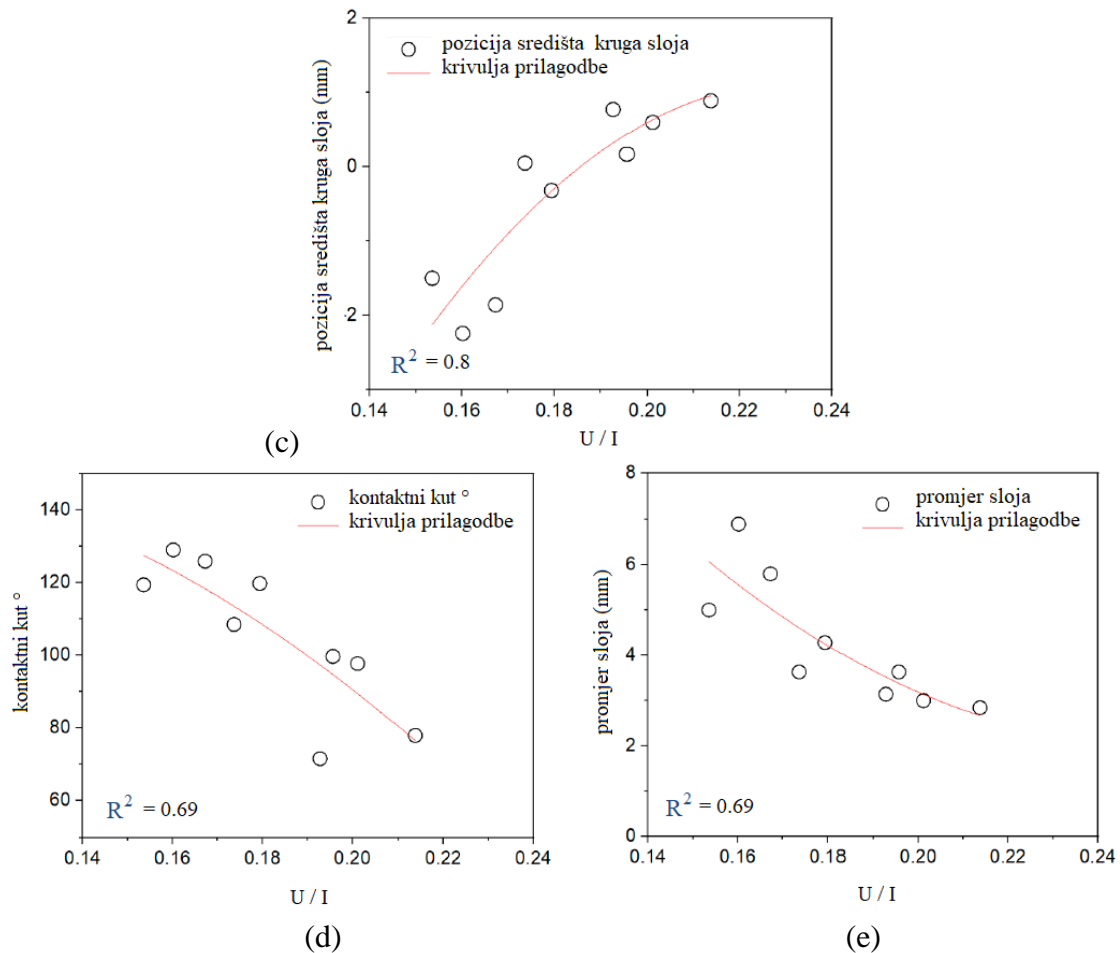 pozicija središta kruga sloja
krivulja prilagodbe
pozicija središta kruga sloja (mm)
2
0
2
R² = 0.8
0.14 0.16 0.18 0.20 0.22 0.24
U / I
(c)
kontaktni kut °
krivulja prilagodbe
kontaktni kut °
140
120
100
80
60
R² = 0.69
0.14 0.16 0.18 0.20 0.22 0.24
U / I
(d)
promjer sloja
krivulja prilagodbe
promjer sloja (mm)
8
6
4
2
0
R² = 0.69
0.14 0.16 0.18 0.20 0.22 0.24
U / I
(e)